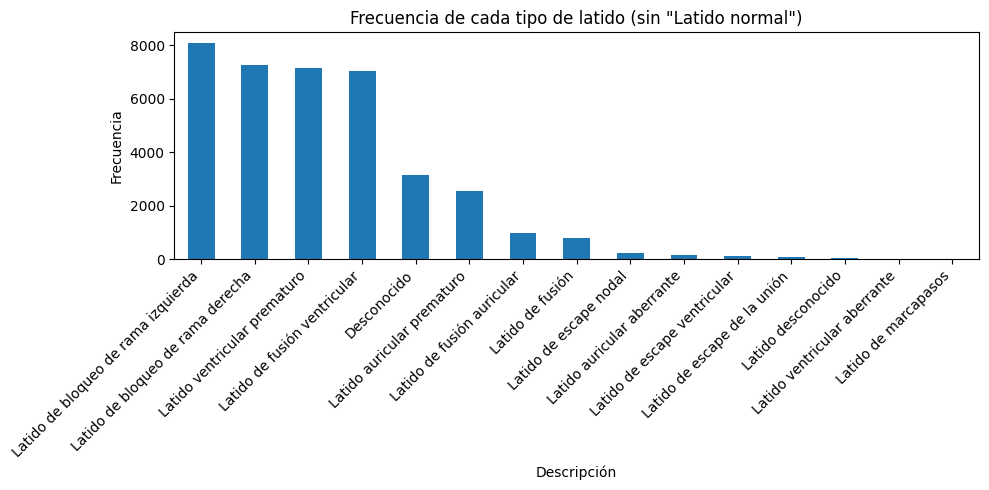 Frecuencia de cada tipo de latido (sin "Latido normal")
Frecuencia
8000
6000
4000
2000
0
Latido de bloqueo de rama izquierda
Latido de bloqueo de rama derecha
Latido ventricular prematuro
Latido de fusión ventricular
Desconocido
Latido auricular prematuro
Latido de fusión auricular
Latido de fusión
Latido de escape nodal
Latido auricular aberrante
Latido de escape ventricular
Latido de escape de la unión
Latido desconocido
Latido ventricular aberrante
Latido de marcapasos
Descripción